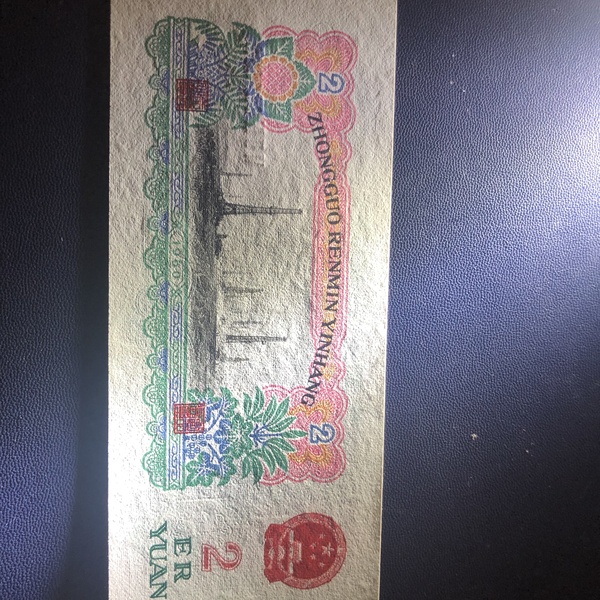 2
ZHONGGUO RENMIN YINHANG
2
1960
2
ER
YUAN